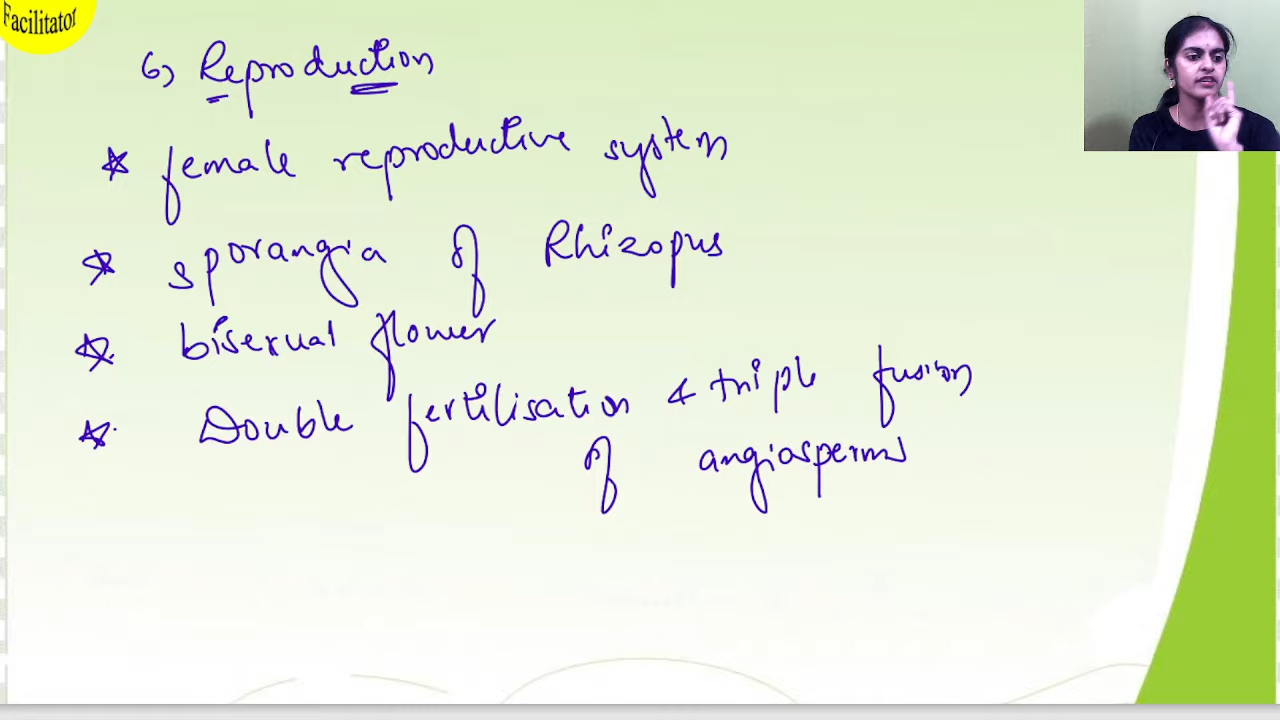 Facilitator
6) Reproduction
* female reproductive system
* sporangia of Rhizopus
* bisexual flower
* Double fertilisation & triple fusion
of angiosperms